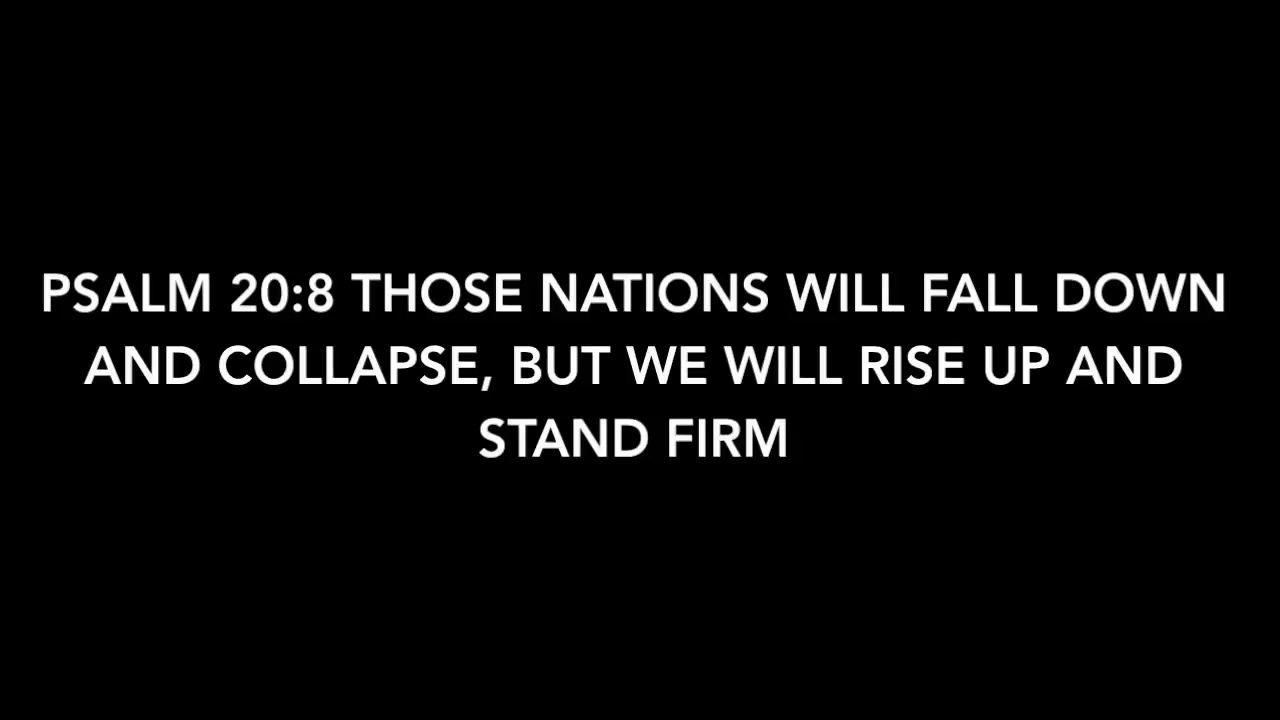 PSALM 20:8 THOSE NATIONS WILL FALL DOWN
AND COLLAPSE, BUT WE WILL RISE UP AND
STAND FIRM